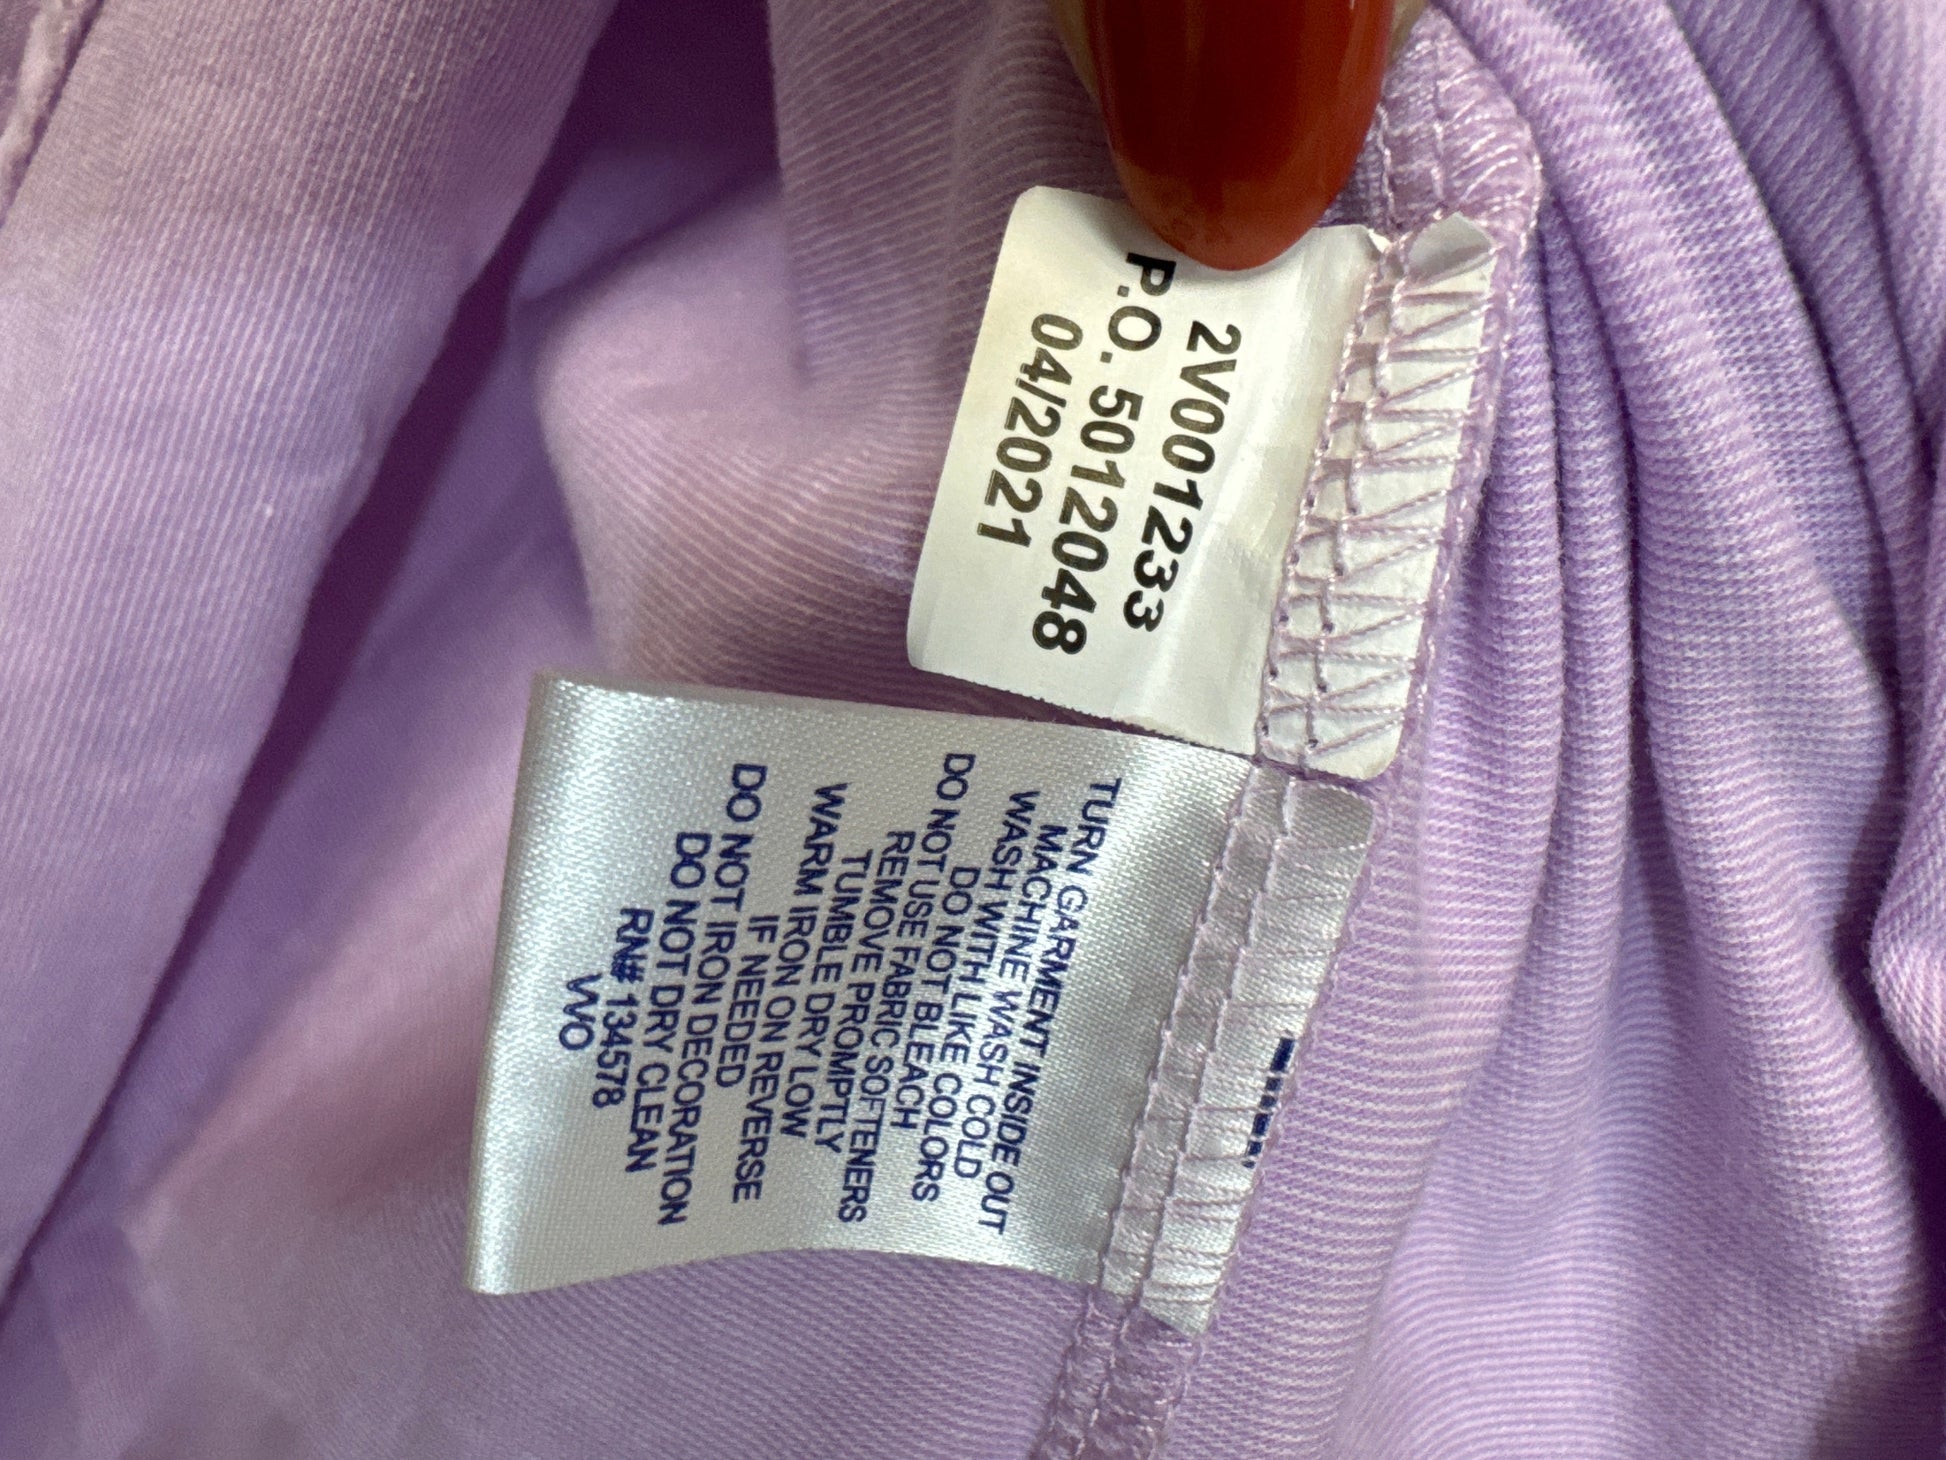 2V001233
P.O. 5012048
04/2021
TURN GARMENT INSIDE OUT
MACHINE WASH COLD
WASH WITH LIKE COLORS
DO NOT BLEACH
DO NOT USE FABRIC SOFTENERS
REMOVE PROMPTLY
TUMBLE DRY LOW
WARM IRON ON REVERSE
IF NEEDED
DO NOT IRON DECORATION
DO NOT DRY CLEAN
RN# 134578
WO